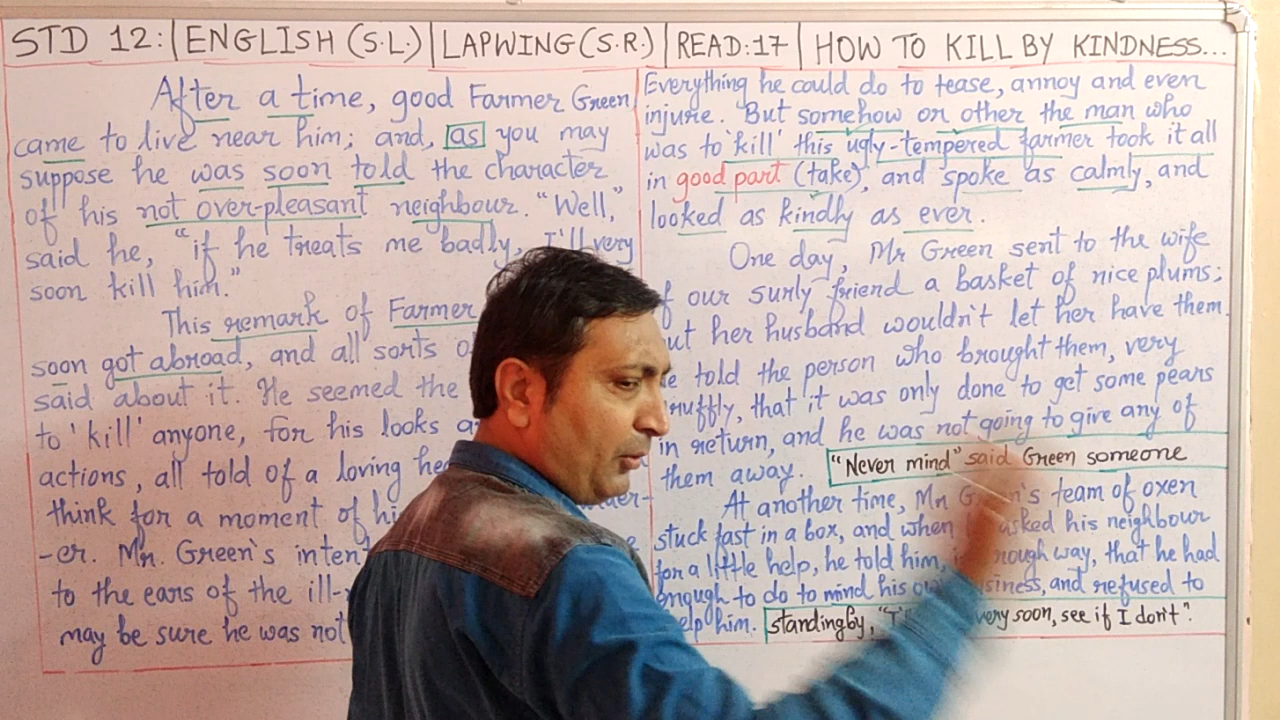 STD 12: | ENGLISH (S.L.) | LAPWING (S.R.) | READ:17 | HOW TO KILL BY KINDNESS...
After a time, good Farmer Green
came to live near him; and, as you may
suppose he was soon told the character
of his not over-pleasant neighbour. "Well,"
said he, "if he treats me badly, I'll very
soon kill him."
This remark of Farmer
soon got abroad, and all sorts
said about it. He seemed the
to 'kill' anyone, for his looks
actions, all told of a loving
think for a moment of
-er. Mr. Green's
to the ears of the
may be sure he was not
Everything he could do to tease, annoy and even
injure. But somehow or other the man who
was to 'kill' this ugly-tempered farmer took it all
in good part (take), and spoke as calmly, and
looked as kindly as ever.
One day, Mr Green sent to the wife
our surly friend a basket of nice plums;
her husband wouldn't let her have them.
told the person who brought them, very
that it was only done to get some pears
in return, and he was not going to give any of
them away. "Never mind" said Green someone
At another time, Mr team of oxen
stuck fast in a box, and when asked his neighbour
for a little help, he told him, rough way, that he had
enough to do to mind his and refused to
him. standing by, very soon, see if I don't".